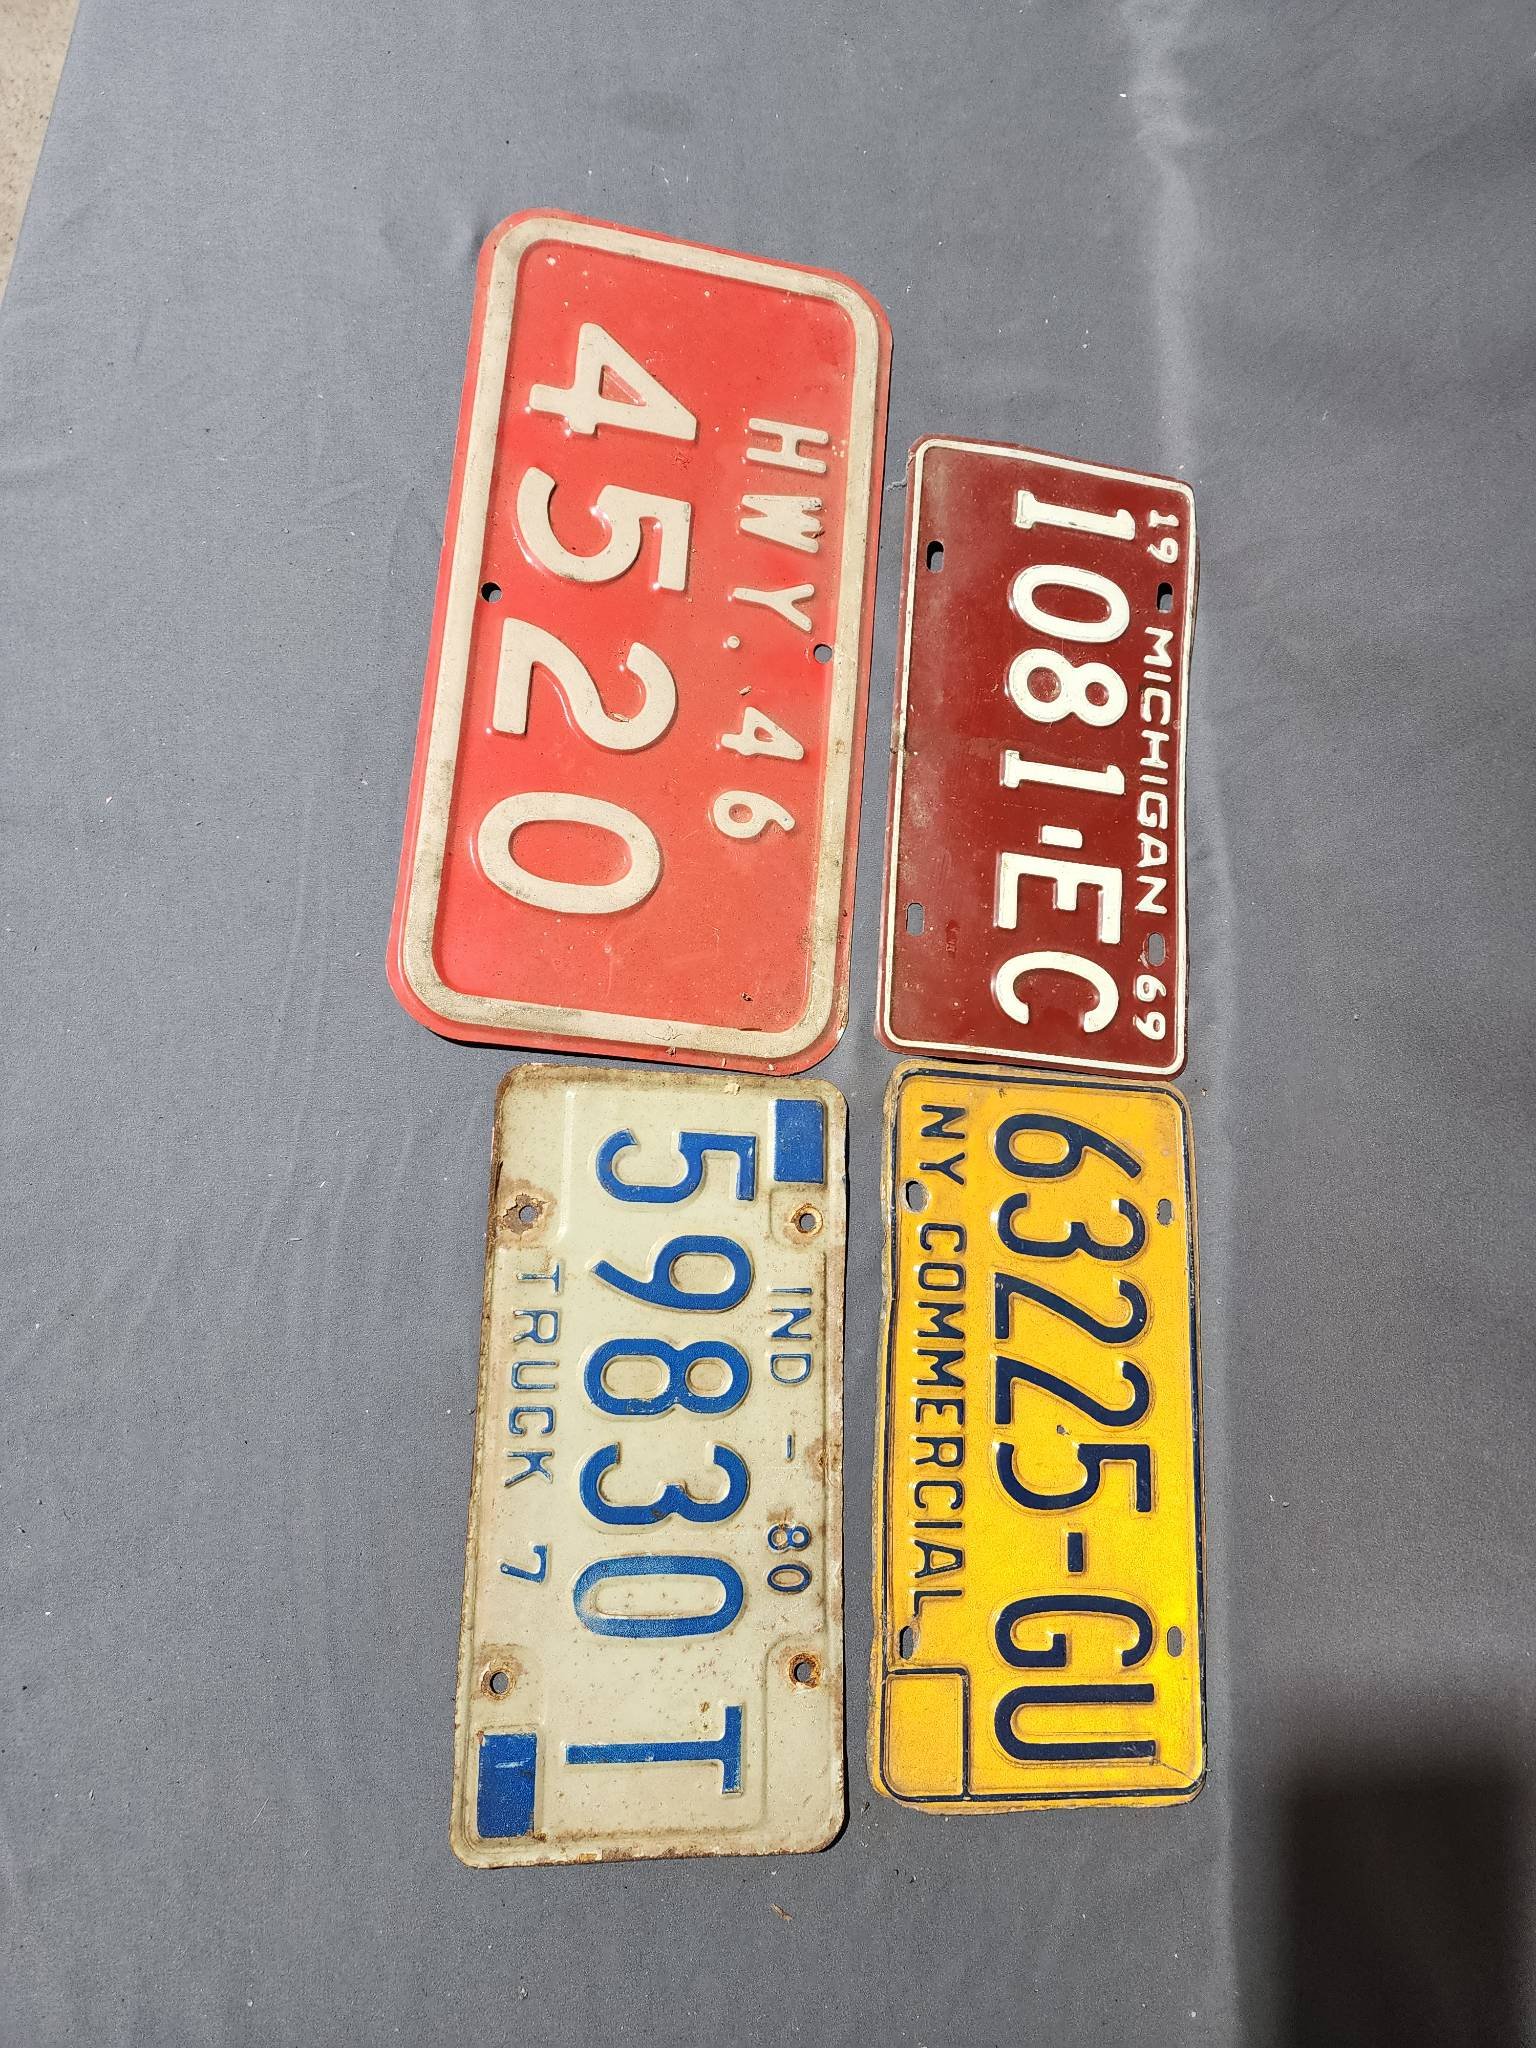 HWY. 46
4520
19 MICHIGAN 69
1081·EC
IND - 80
59830 T
TRUCK 7
63225-GU
NY COMMERCIAL